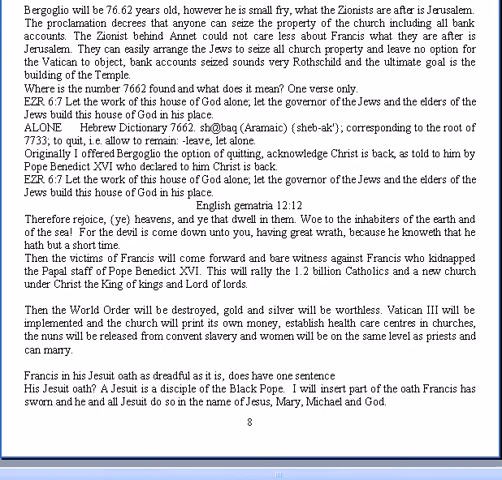 Bergoglio will be 76.62 years old, however he is small fry, what the Zionists are after is Jerusalem.
The proclamation decrees that anyone can seize the property of the church including all bank
accounts. The Zionist behind Annet could not care less about Francis what they are after is
Jerusalem. They can easily arrange the Jews to seize all church property and leave no option for
the Vatican to object, bank accounts seized sounds very Rothschild and the ultimate goal is the
building of the Temple.
Where is the number 7662 found and what does it mean? One verse only.
EZR 6:7 Let the work of this house of God alone; let the governor of the Jews and the elders of the
Jews build this house of God in his place.
ALONE Hebrew Dictionary 7662. sh@baq (Aramaic) {sheb-ak'}; corresponding to the root of
7733; to quit, i.e. allow to remain: -leave, let alone.
Originally I offered Bergoglio the option of quitting, acknowledge Christ is back, as told to him by
Pope Benedict XVI who declared to him Christ is back.
EZR 6:7 Let the work of this house of God alone; let the governor of the Jews and the elders of the
Jews build this house of God in his place.
English gematria 12:12
Therefore rejoice, {ye} heavens, and ye that dwell in them. Woe to the inhabiters of the earth and
of the sea! For the devil is come down unto you, having great wrath, because he knoweth that he
hath but a short time.
Then the victims of Francis will come forward and bare witness against Francis who kidnapped
the Papal staff of Pope Benedict XVI. This will rally the 1.2 billion Catholics and a new church
under Christ the King of kings and Lord of lords.
Then the World Order will be destroyed, gold and silver will be worthless. Vatican III will be
implemented and the church will print its own money, establish health care centres in churches,
the nuns will be released from convent slavery and women will be on the same level as priests and
can marry.
Francis in his Jesuit oath as dreadful as it is, does have one sentence
His Jesuit oath? A Jesuit is a disciple of the Black Pope. I will insert part of the oath Francis has
sworn and he and all Jesuit do so in the name of Jesus, Mary, Michael and God.
8